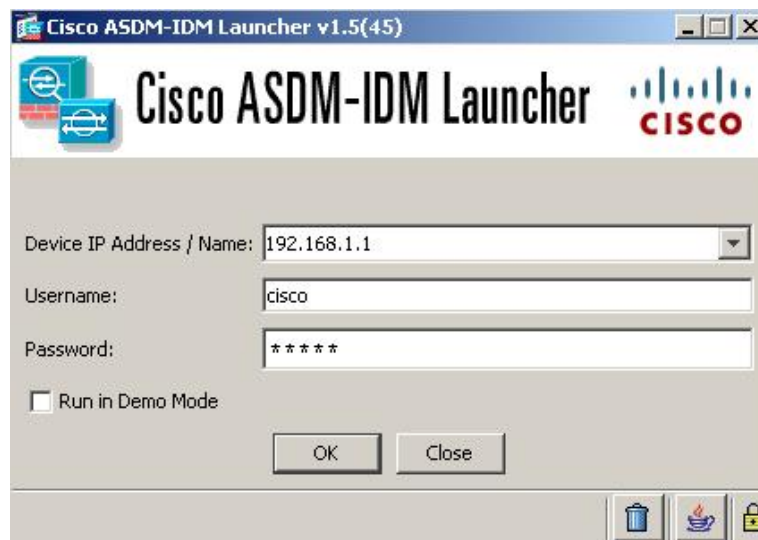 Cisco ASDM-IDM Launcher v1.5(45)
Cisco ASDM-IDM Launcher
CISCO
Device IP Address / Name: 192.168.1.1
Username: cisco
Password: *****
Run in Demo Mode
OK Close